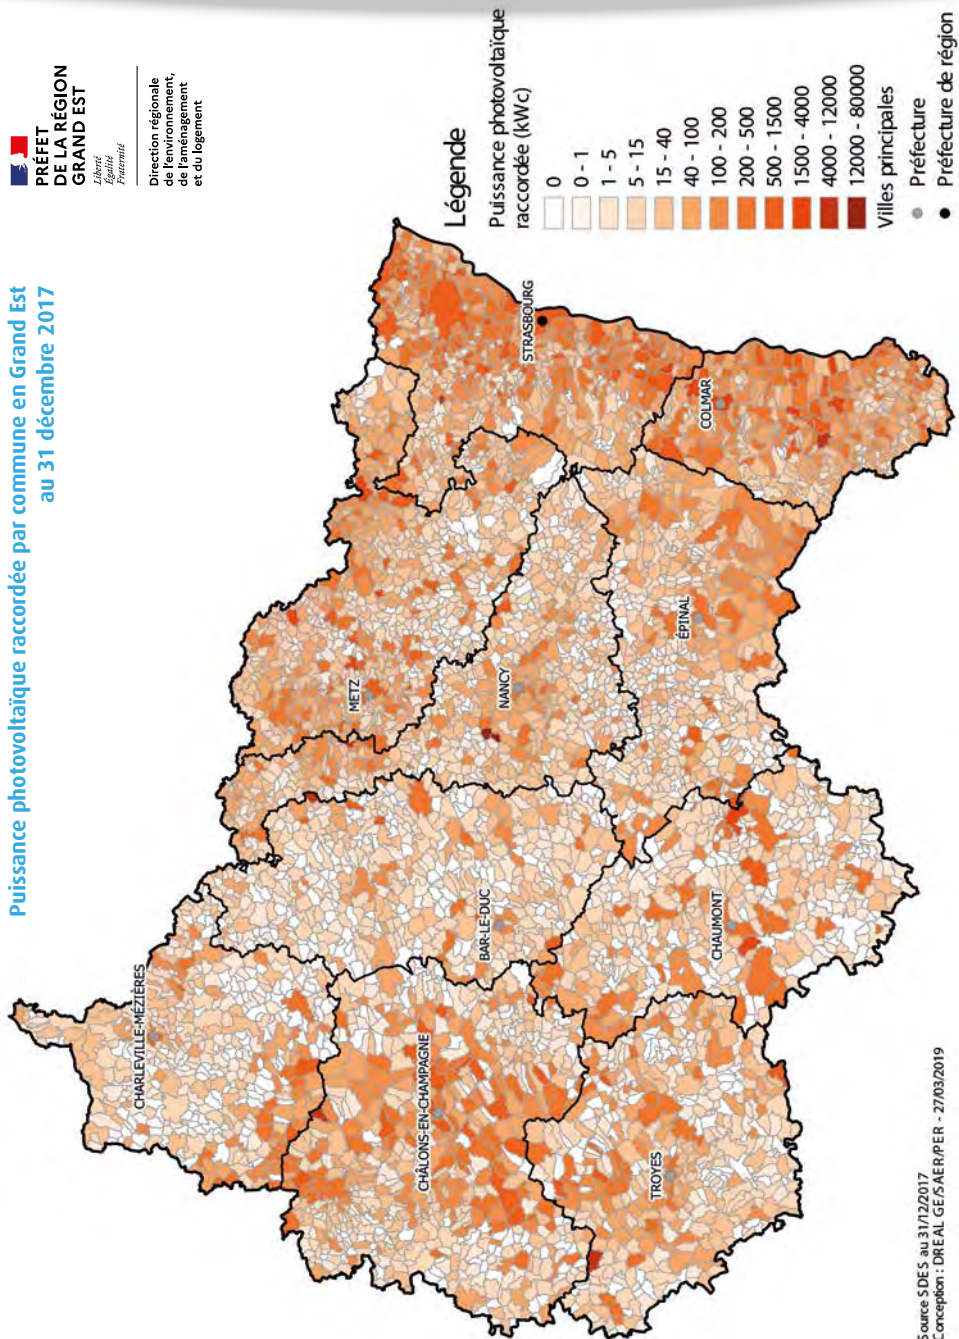 PRÉFET
DE LA RÉGION
GRAND EST
Liberté
Égalité
Fraternité
Direction régionale
de l'environnement,
de l'aménagement
et du logement
Puissance photovoltaïque raccordée par commune en Grand Est
au 31 décembre 2017
CHARLEVILLE-MÉZIÈRES
METZ
CHÂLONS-EN-CHAMPAGNE
BAR-LE-DUC
NANCY
STRASBOURG
TROYES
CHAUMONT
ÉPINAL
COLMAR
Légende
Puissance photovoltaïque
raccordée (kWc)
0
0 - 1
1 - 5
5 - 15
15 - 40
40 - 100
100 - 200
200 - 500
500 - 1500
1500 - 4000
4000 - 12000
12000 - 80000
Villes principales
Préfecture
Préfecture de région
Source SDES au 31/12/2017
Conception : DREAL GE/SAER/PER - 27/03/2019